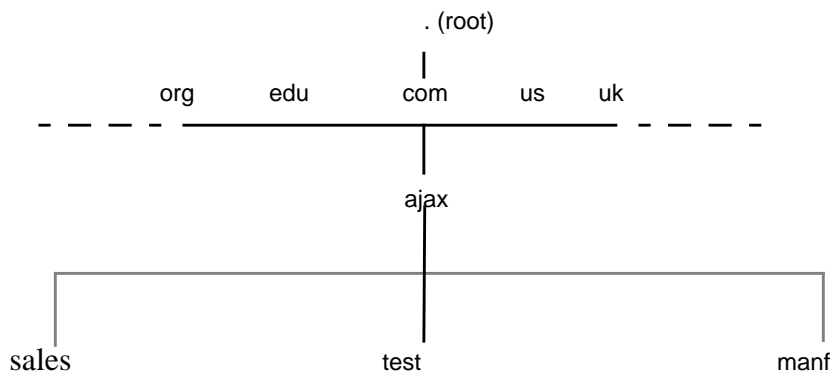 . (root)
org edu com us uk
ajax
sales test manf